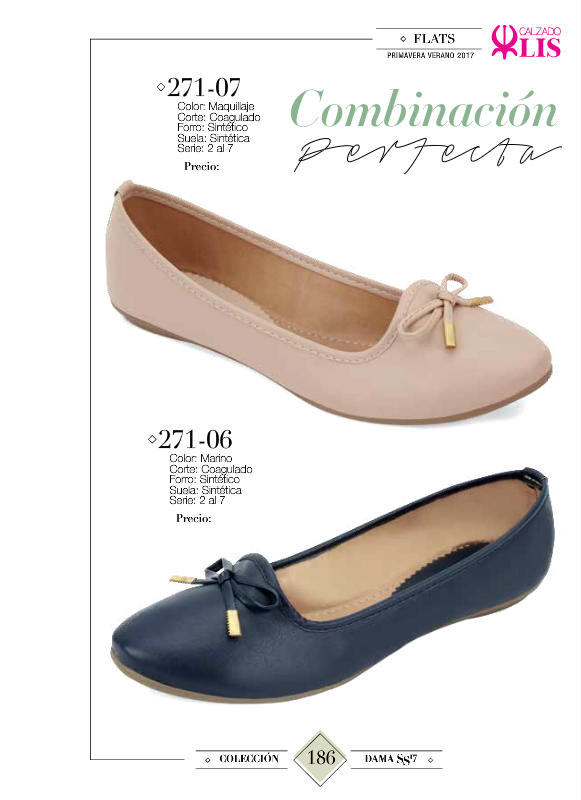 FLATS
PRIMAVERA VERANO 2017
CALZADO
LIS
271-07
Color: Maquillaje
Corte: Coagulado
Forro: Sintético
Suela: Sintética
Serie: 2 al 7
Precio:
Combinación
perfecta
271-06
Color: Marino
Corte: Coagulado
Forro: Sintético
Suela: Sintética
Serie: 2 al 7
Precio:
COLECCIÓN
186
DAMA SS17